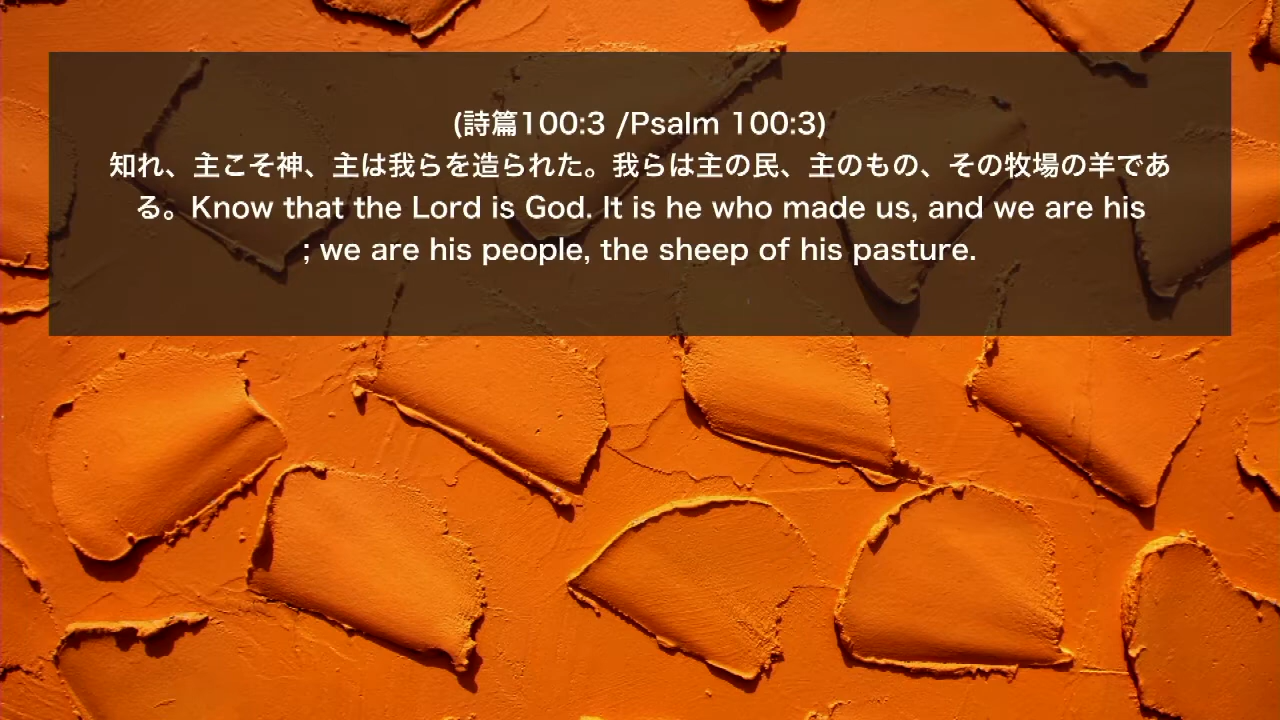 (詩篇100:3 /Psalm 100:3)
知れ、主こそ神、主は我らを造られた。我らは主の民、主のもの、その牧場の羊であ
る。Know that the Lord is God. It is he who made us, and we are his
; we are his people, the sheep of his pasture.